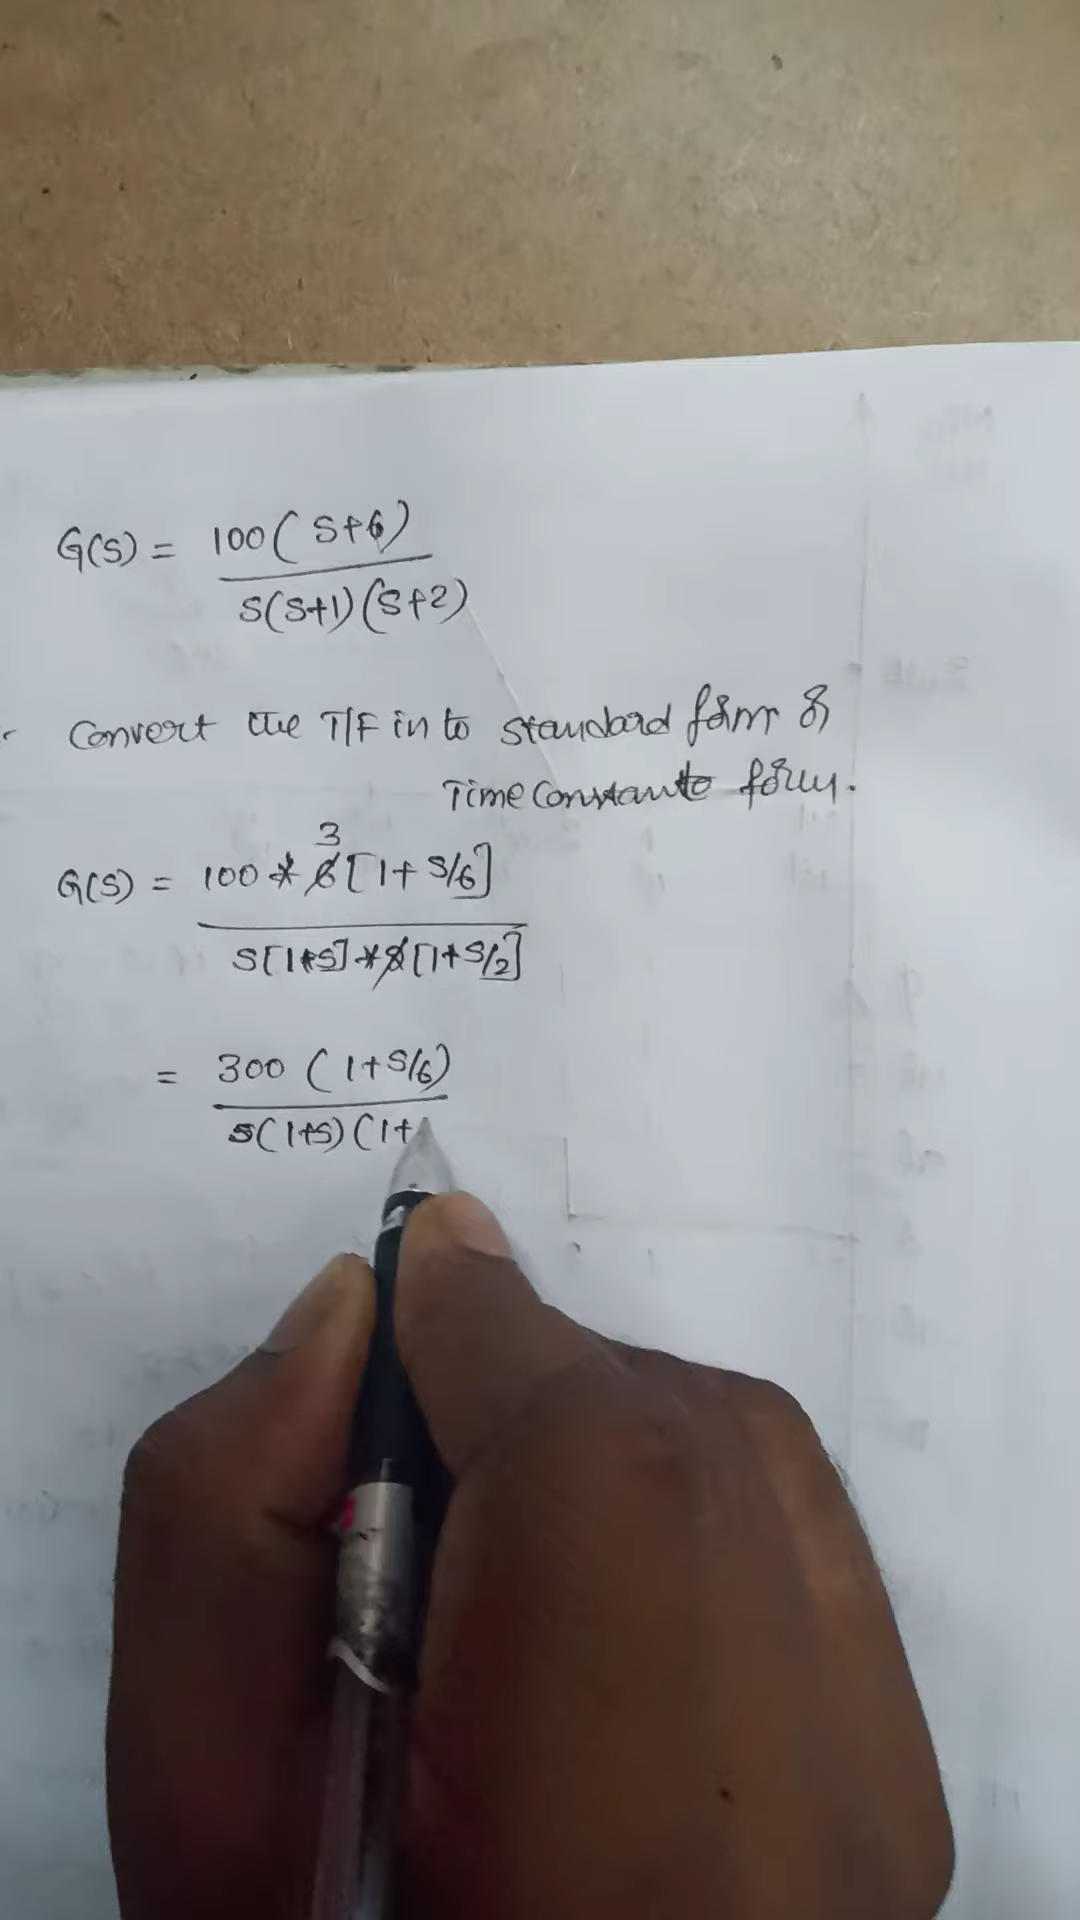 G(S) = 100(S+6)
S(S+1)(S+2)
Convert the T/F in to standard form or
Time Constant form.
3
G(S) = 100 * 6[1+S/6]
S[1+S]*2[1+S/2]
= 300 (1+S/6)
S(1+S)(1+